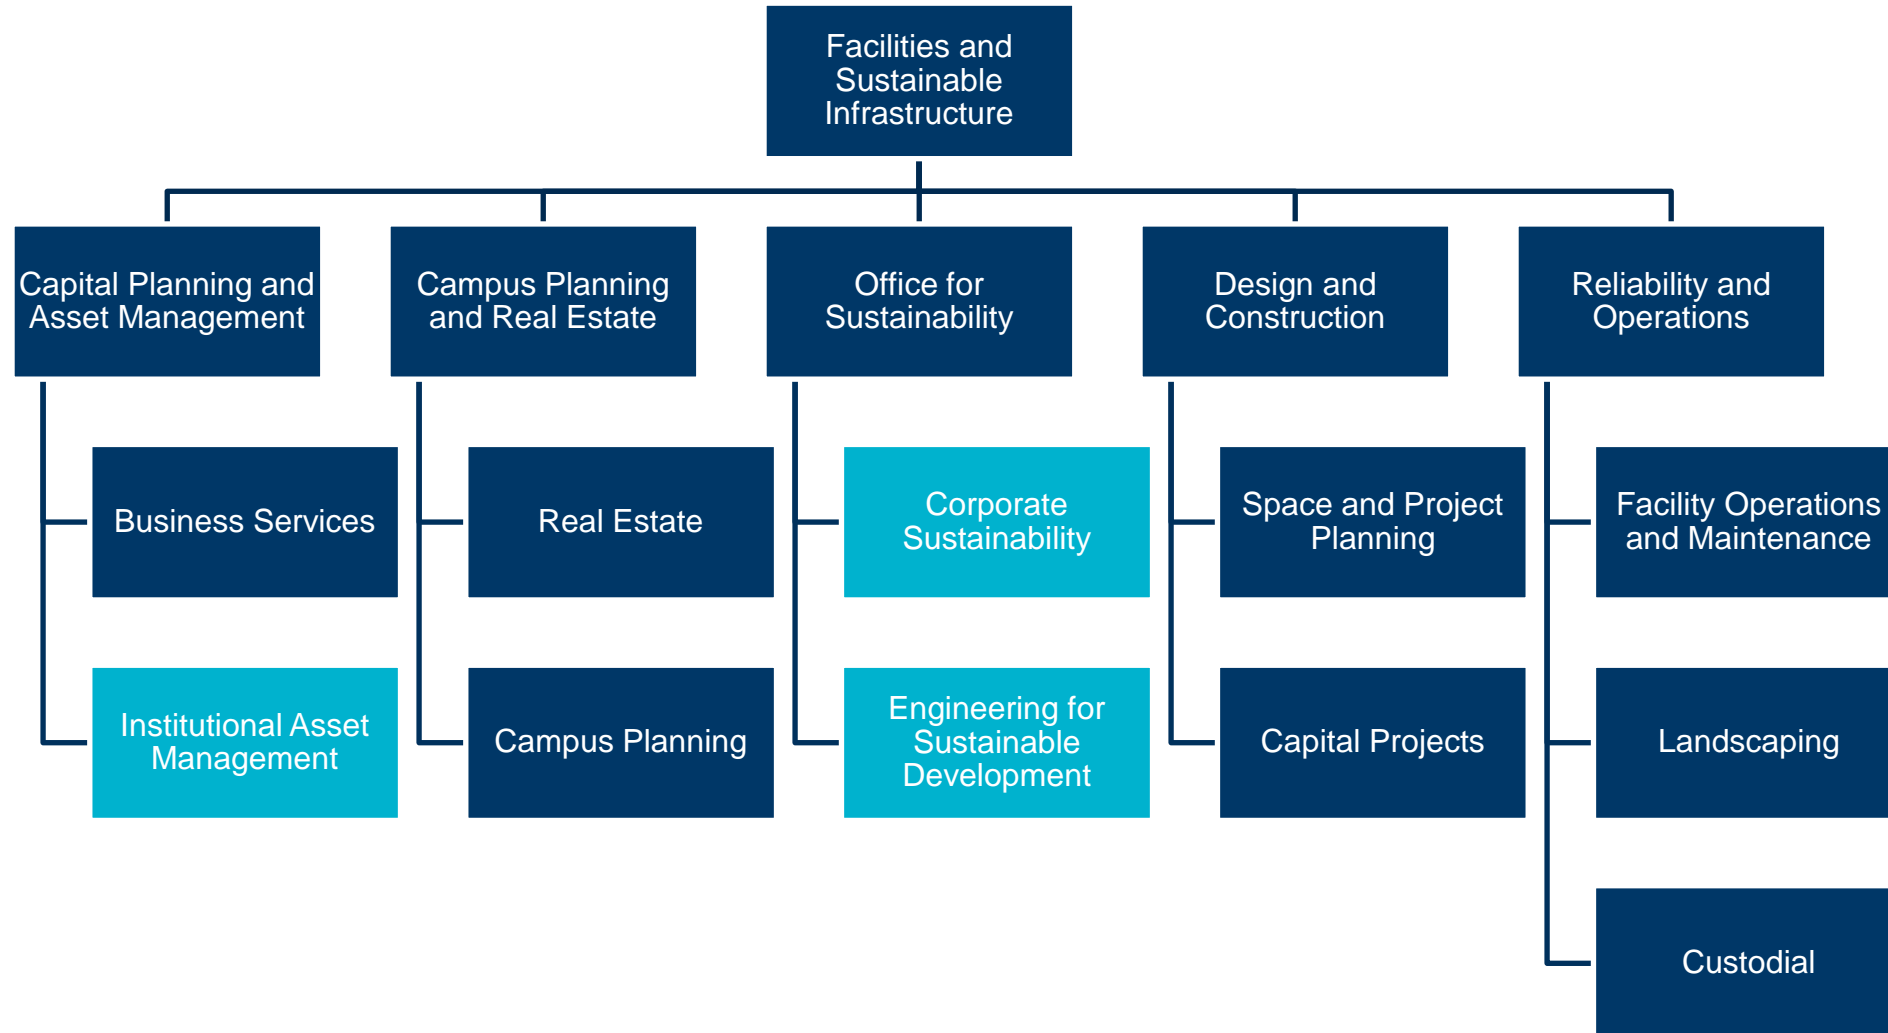 Facilities and
Sustainable
Infrastructure
Capital Planning and
Asset Management
Campus Planning
and Real Estate
Office for
Sustainability
Design and
Construction
Reliability and
Operations
Business Services
Real Estate
Corporate
Sustainability
Space and Project
Planning
Facility Operations
and Maintenance
Institutional Asset
Management
Campus Planning
Engineering for
Sustainable
Development
Capital Projects
Landscaping
Custodial